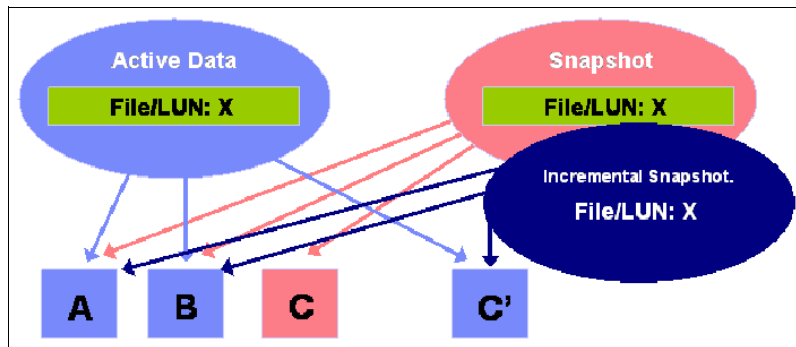 Active Data
File/LUN: X
Snapshot
File/LUN: X
Incremental Snapshot.
File/LUN: X
A
B
C
C'